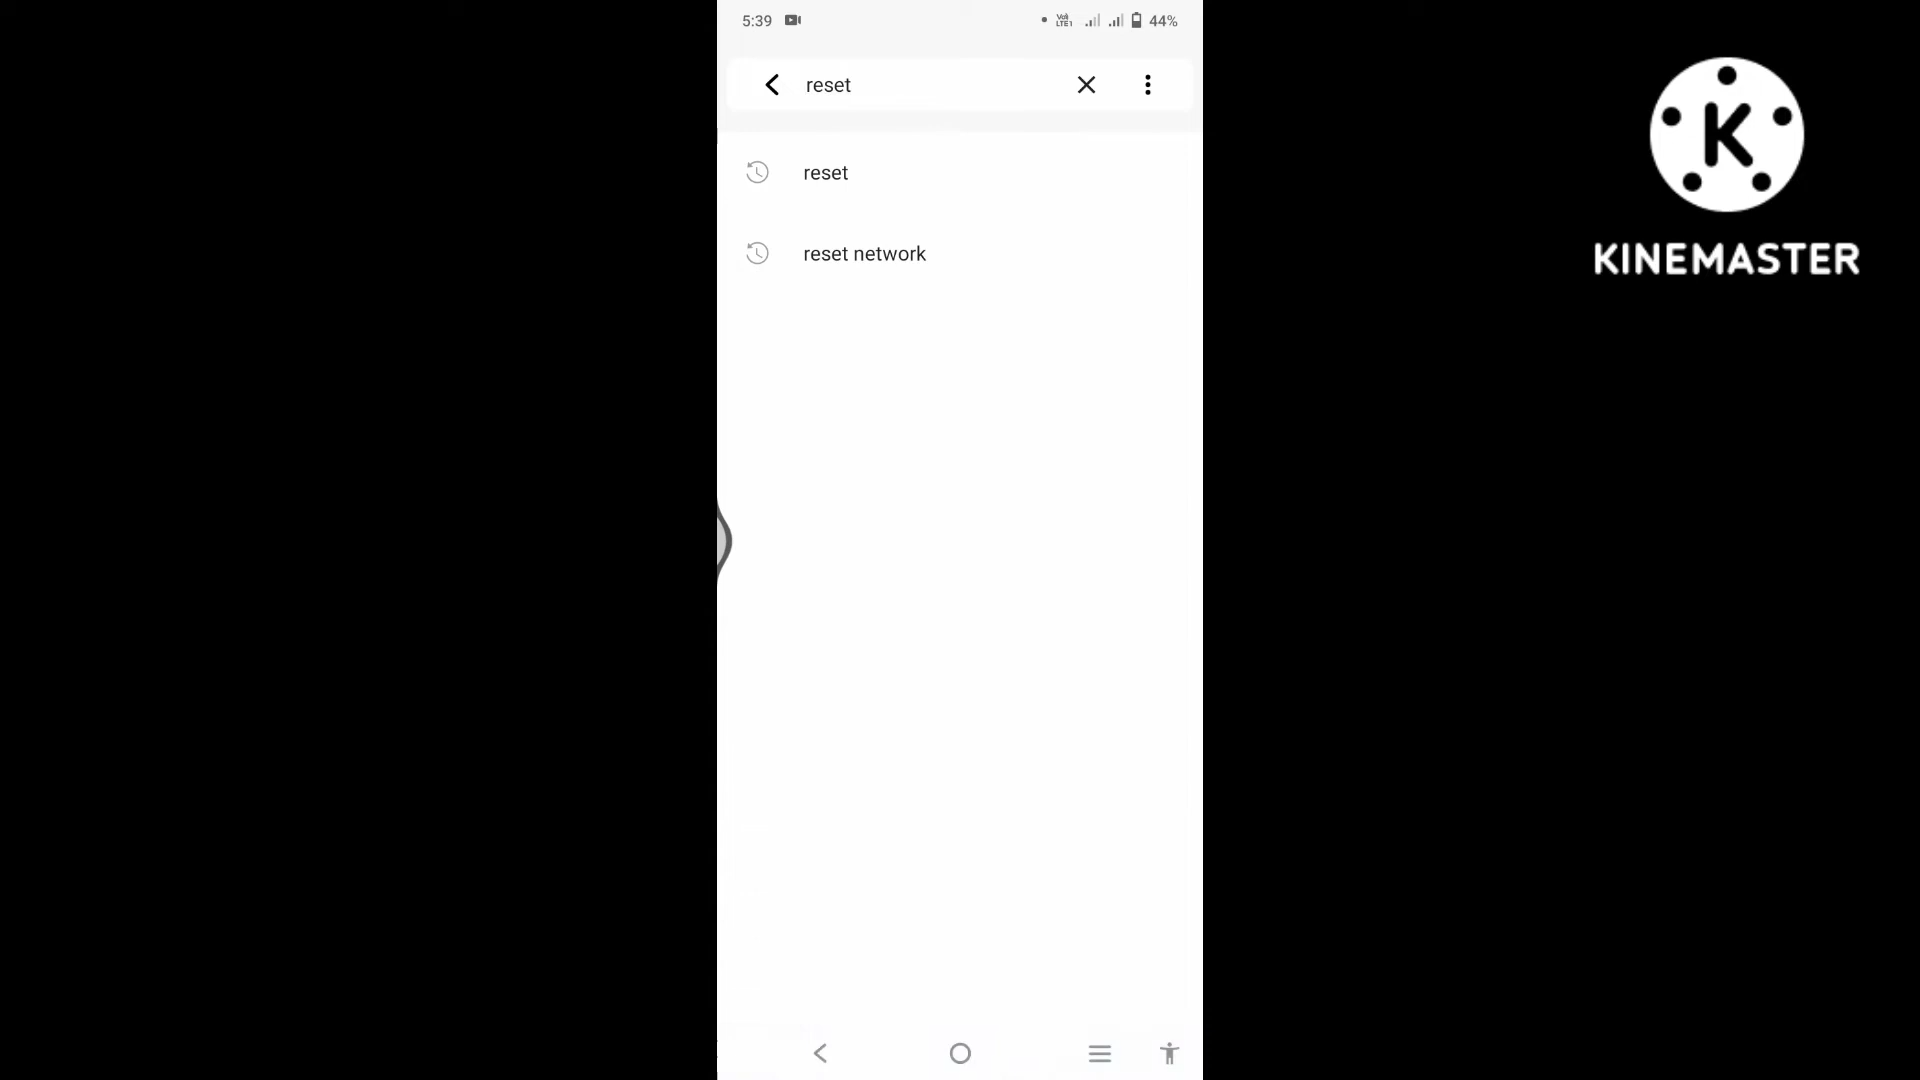 5:39
44%
reset
reset
reset network
K
KINEMASTER